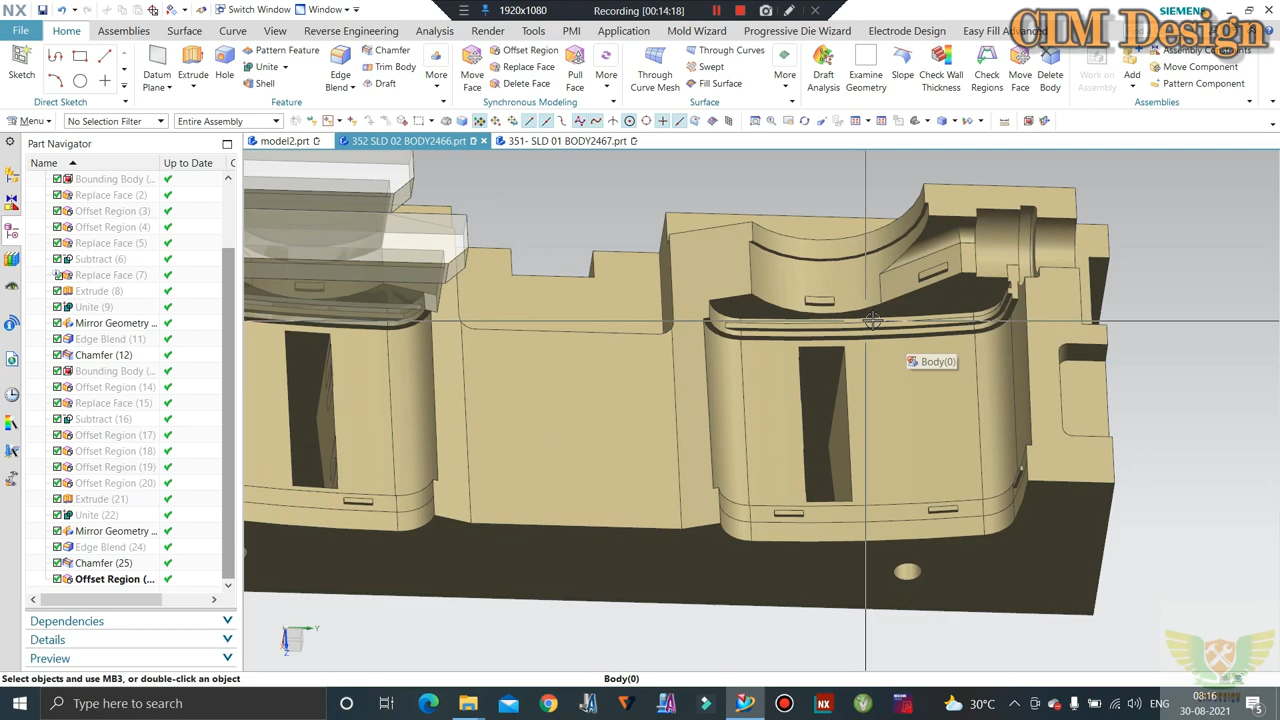 NX
Switch Window
Window
1920x1080
Recording [00:14:18]
SIEMENS
CIM Design
File
Home
Assemblies
Surface
Curve
View
Reverse Engineering
Analysis
Render
Tools
PMI
Application
Mold Wizard
Progressive Die Wizard
Electrode Design
Easy Fill Advanced
Sketch
Datum Plane
Extrude
Hole
Pattern Feature
Unite
Shell
Edge Blend
Chamfer
Trim Body
Draft
More
Move Face
Offset Region
Replace Face
Delete Face
Pull Face
More
Through Curve Mesh
Through Curves
Swept
Fill Surface
More
Draft Analysis
Examine Geometry
Slope
Check Wall Thickness
Check Regions
Move Face
Delete Body
Work on Assembly
Add
Assembly Constraints
Move Component
Pattern Component
Direct Sketch
Feature
Synchronous Modeling
Surface
Assemblies
Menu
No Selection Filter
Entire Assembly
Part Navigator
model2.prt
352 SLD 02 BODY2466.prt
351- SLD 01 BODY2467.prt
Name
Up to Date
C
Bounding Body (...
Replace Face (2)
Offset Region (3)
Offset Region (4)
Replace Face (5)
Subtract (6)
Replace Face (7)
Extrude (8)
Unite (9)
Mirror Geometry ...
Edge Blend (11)
Chamfer (12)
Bounding Body (...
Offset Region (14)
Replace Face (15)
Subtract (16)
Offset Region (17)
Offset Region (18)
Offset Region (19)
Offset Region (20)
Extrude (21)
Unite (22)
Mirror Geometry ...
Edge Blend (24)
Chamfer (25)
Offset Region (...
Body(0)
Dependencies
Details
Preview
Y
Z
Select objects and use MB3, or double-click an object
Body(0)
Type here to search
30°C
ENG
08:16
30-08-2021
5